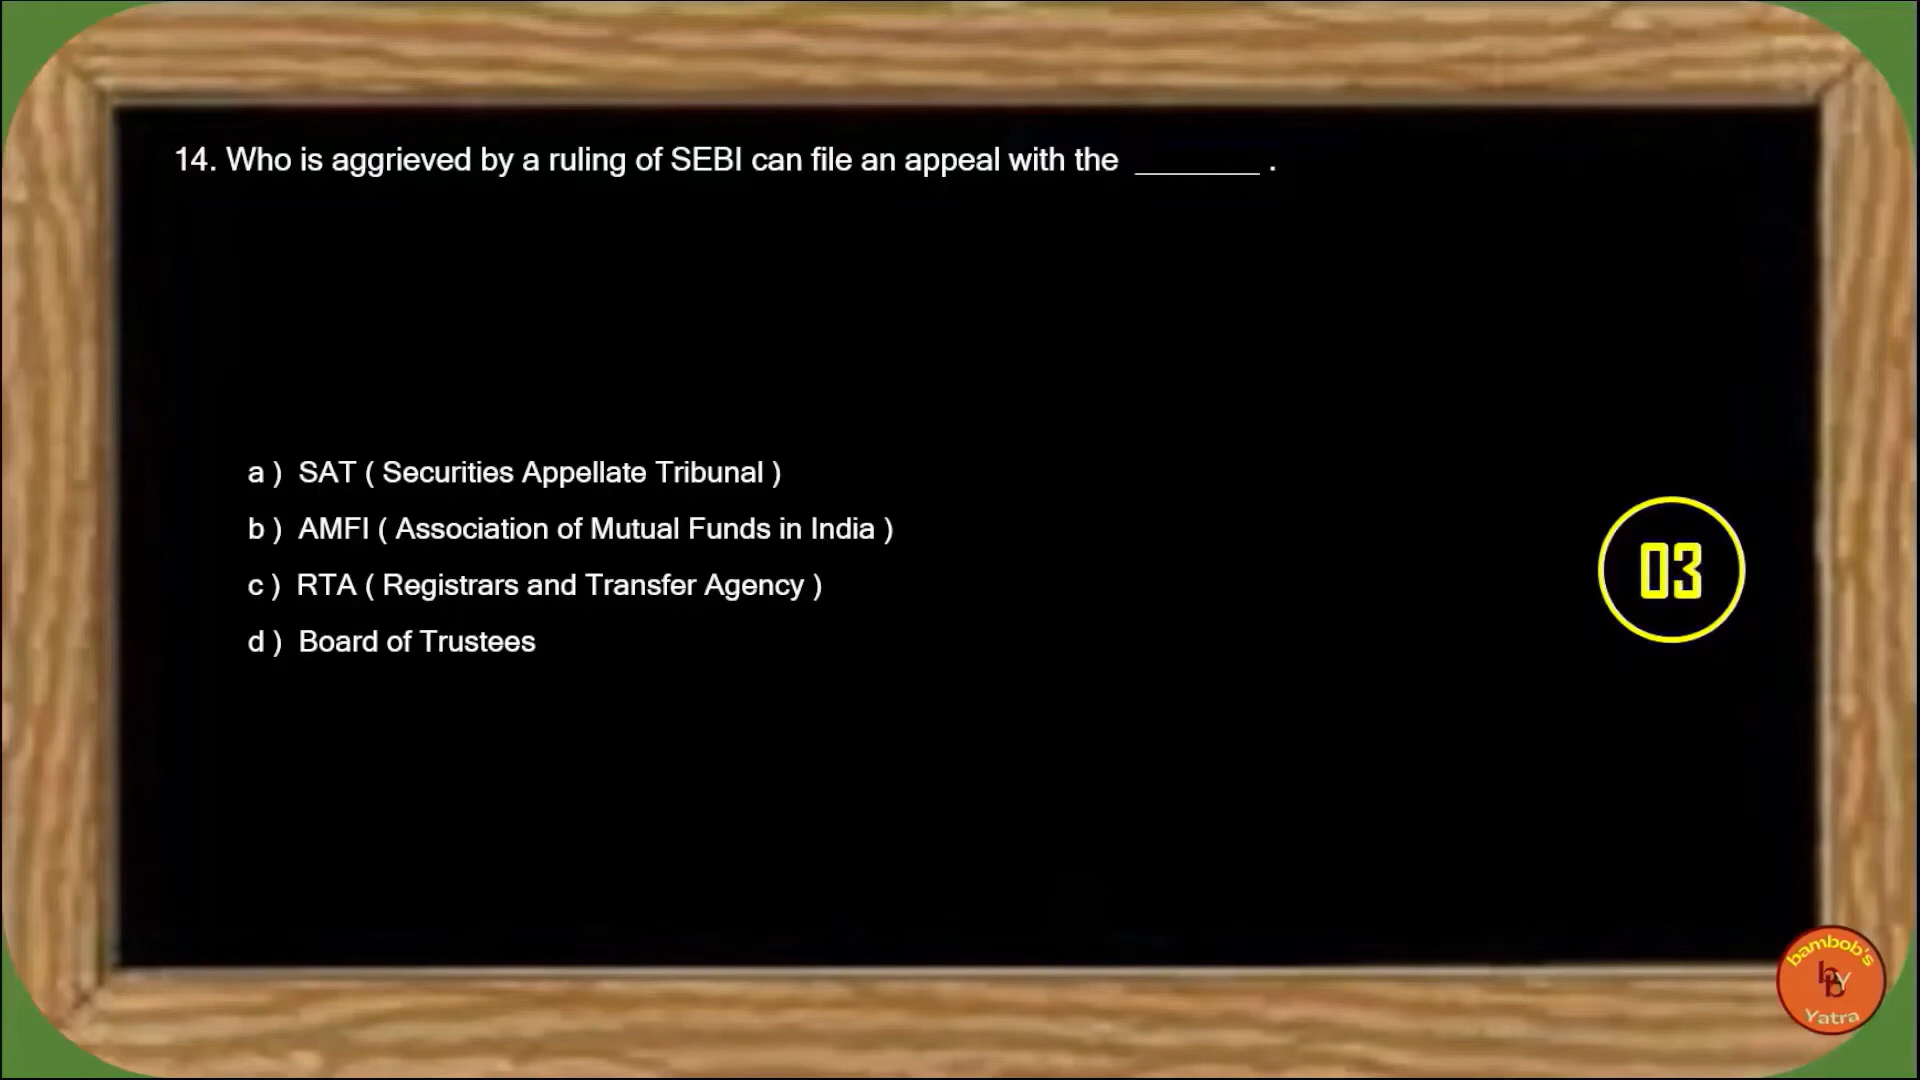 14. Who is aggrieved by a ruling of SEBI can file an appeal with the ________ .
a ) SAT ( Securities Appellate Tribunal )
b ) AMFI ( Association of Mutual Funds in India )
c ) RTA ( Registrars and Transfer Agency )
d ) Board of Trustees
03
bambob's
bby
Yatra